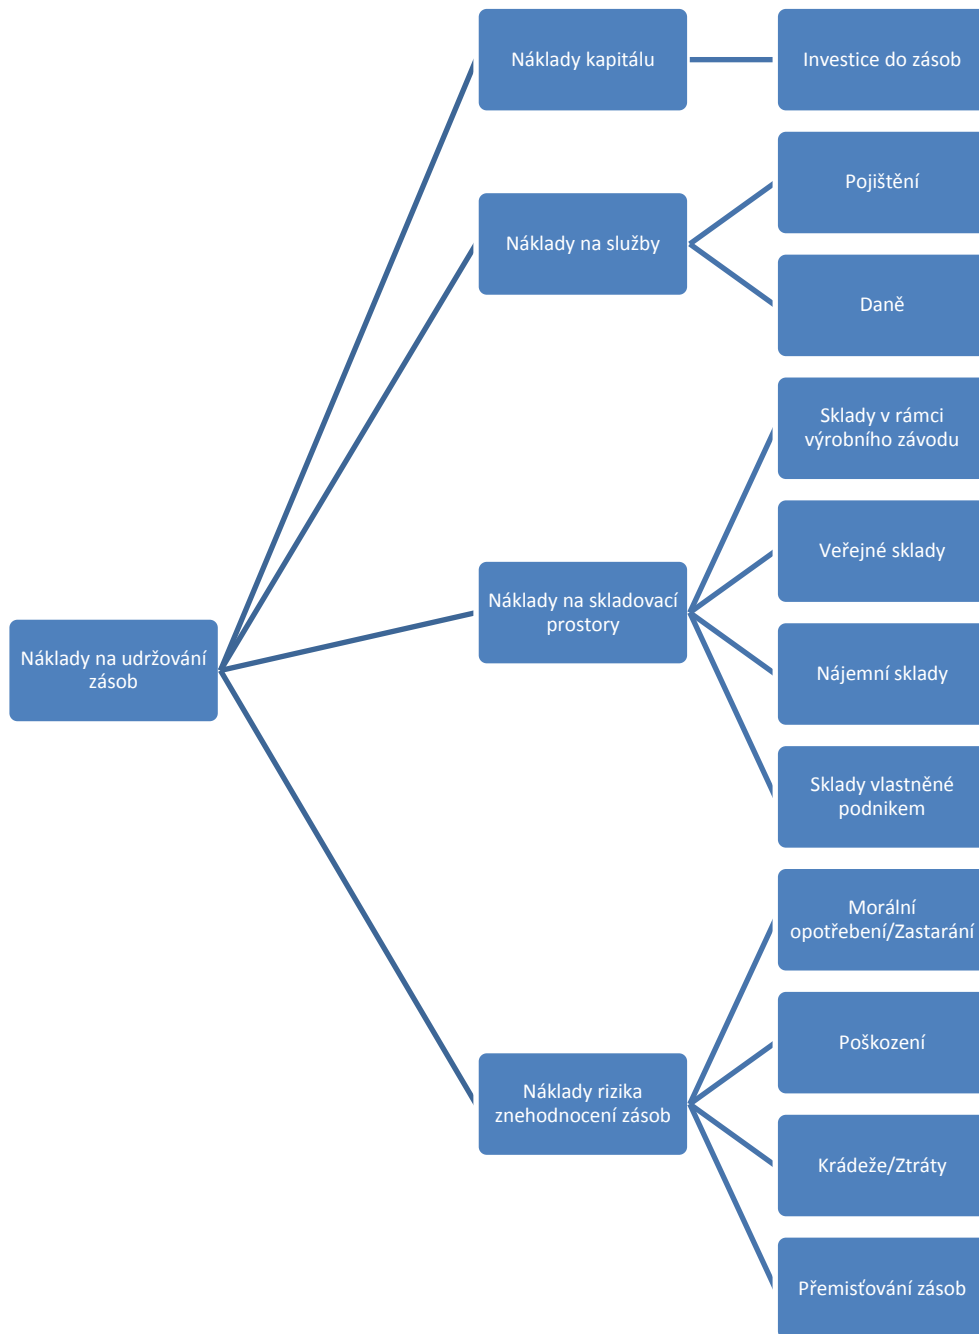 Náklady kapitálu
Investice do zásob
Pojištění
Náklady na služby
Daně
Sklady v rámci
výrobního závodu
Veřejné sklady
Náklady na skladovací
prostory
Náklady na udržování
zásob
Nájemní sklady
Sklady vlastněné
podnikem
Morální
opotřebení/Zastarání
Poškození
Náklady rizika
znehodnocení zásob
Krádeže/Ztráty
Přemisťování zásob